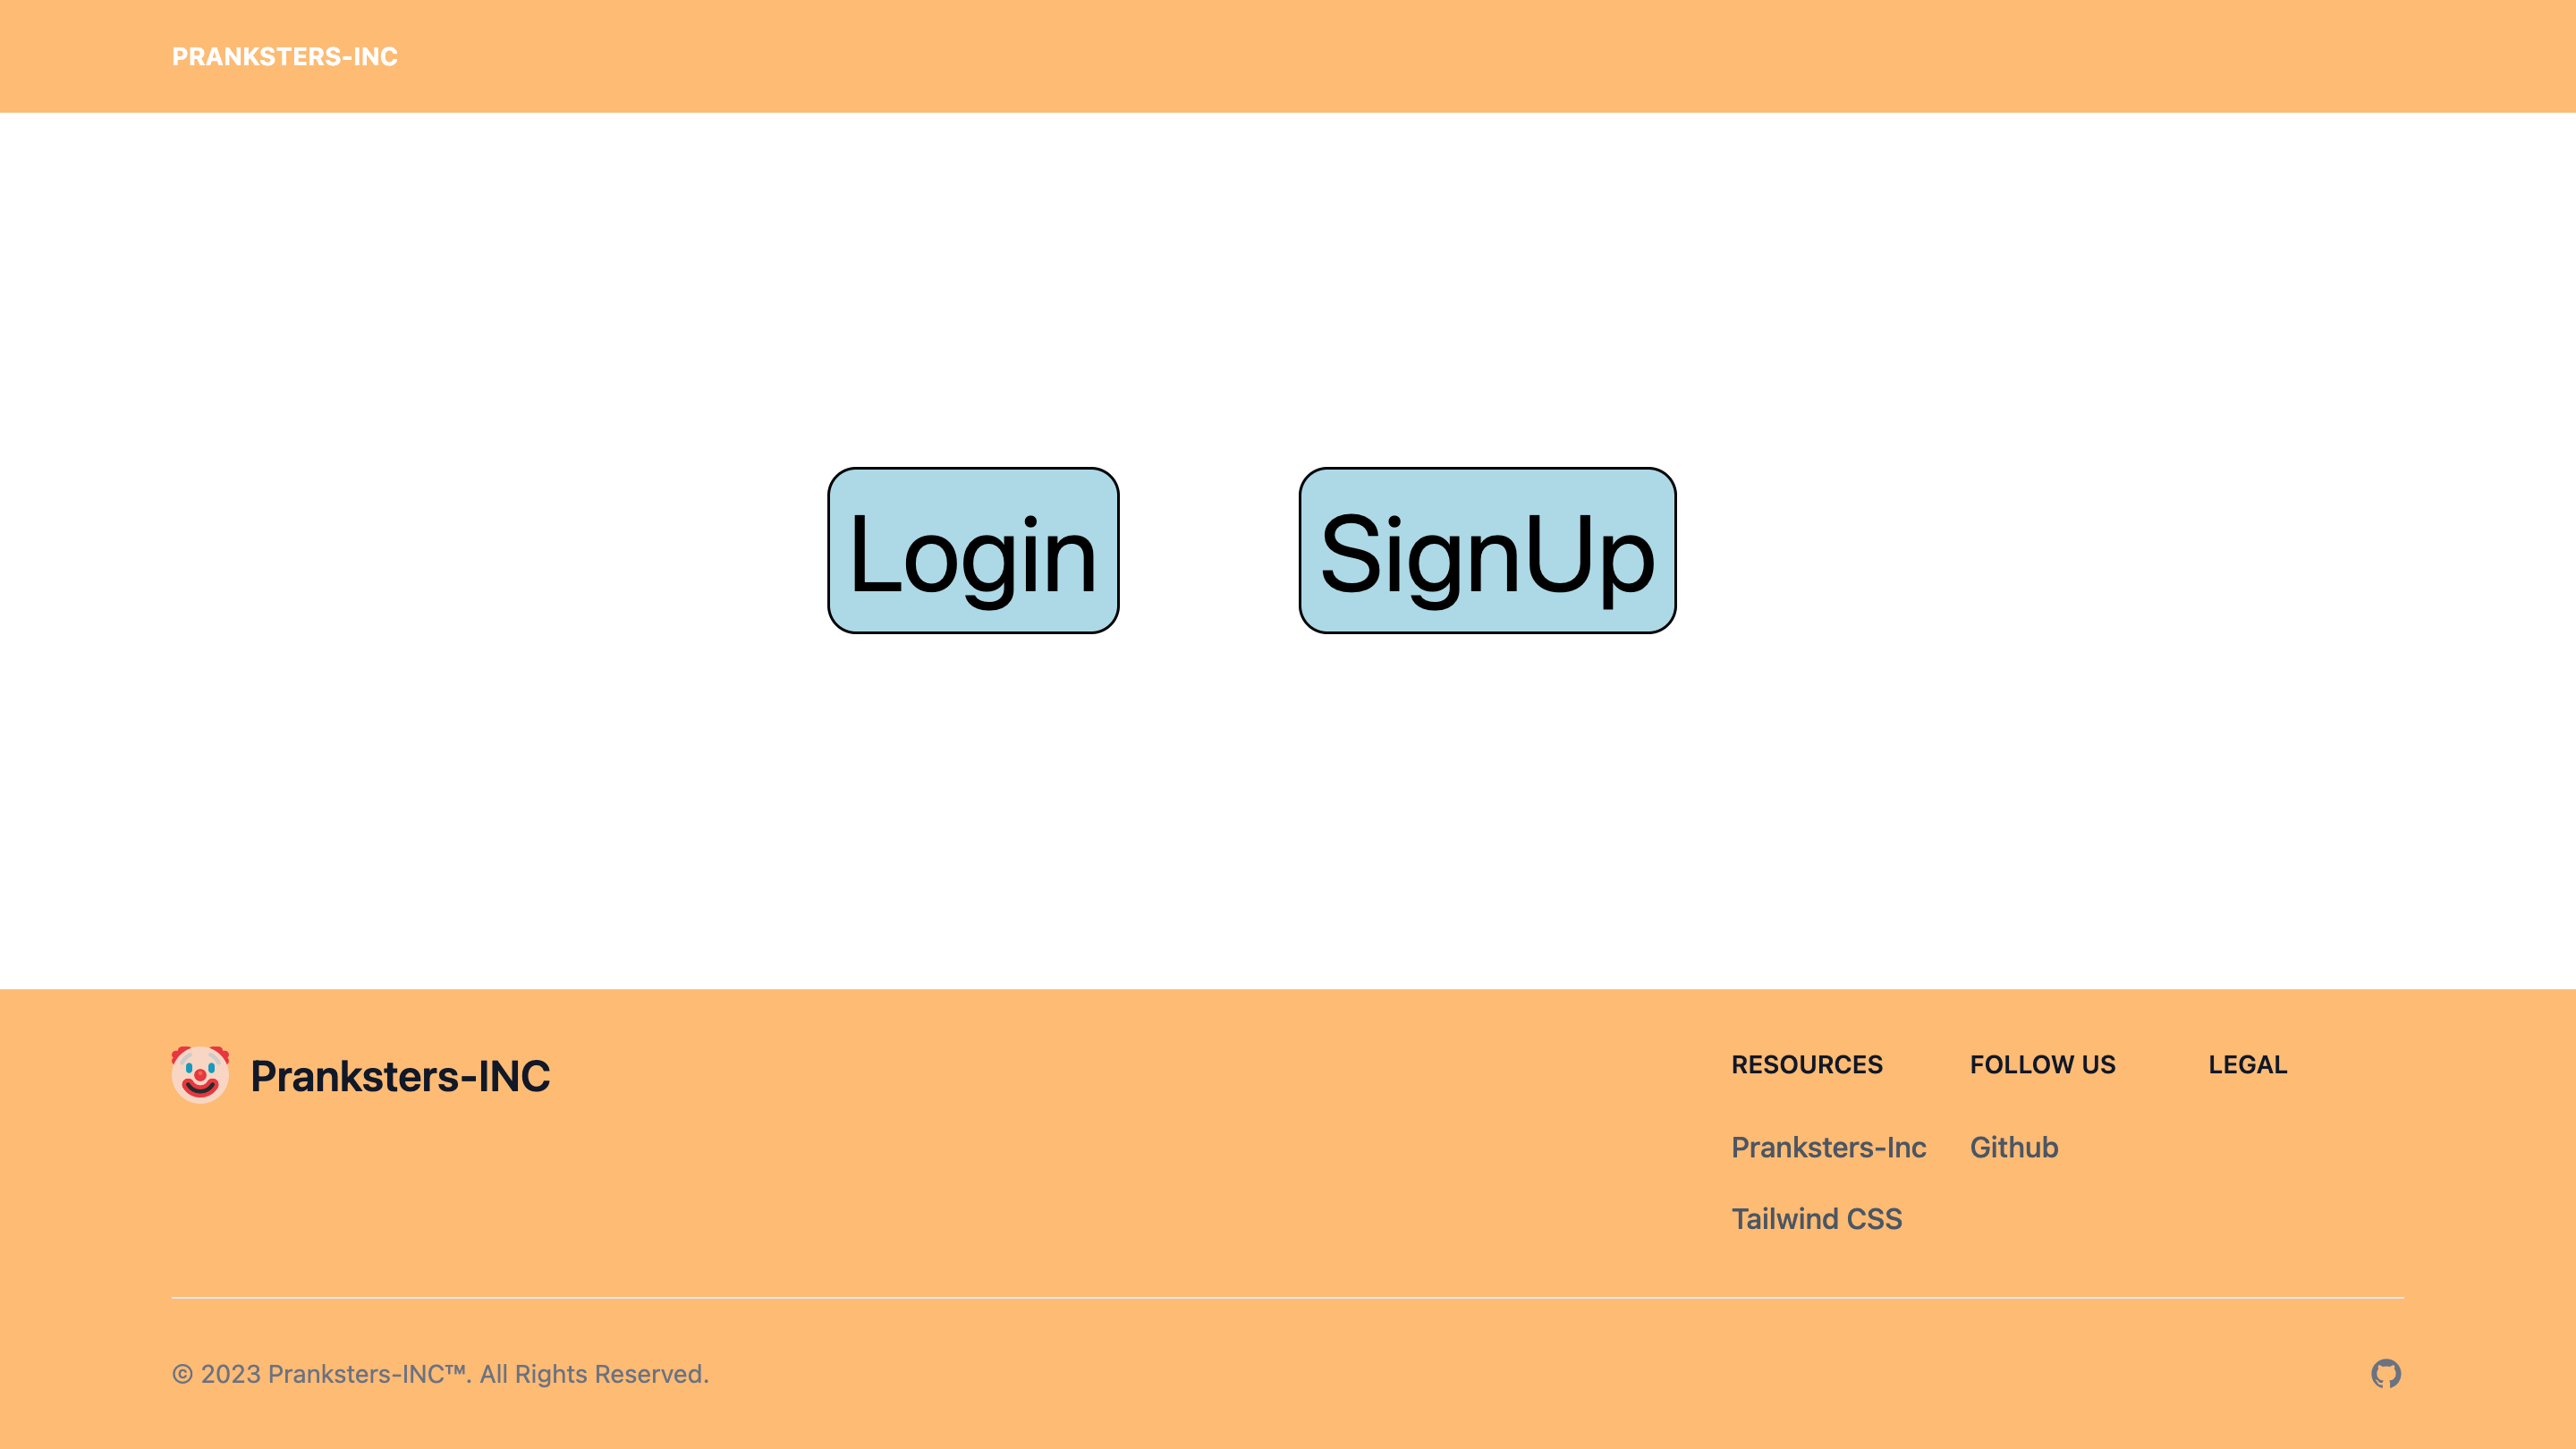 PRANKSTERS-INC
Login
SignUp
Pranksters-INC
RESOURCES
Pranksters-Inc
Tailwind CSS
FOLLOW US
Github
LEGAL
© 2023 Pranksters-INC™. All Rights Reserved.